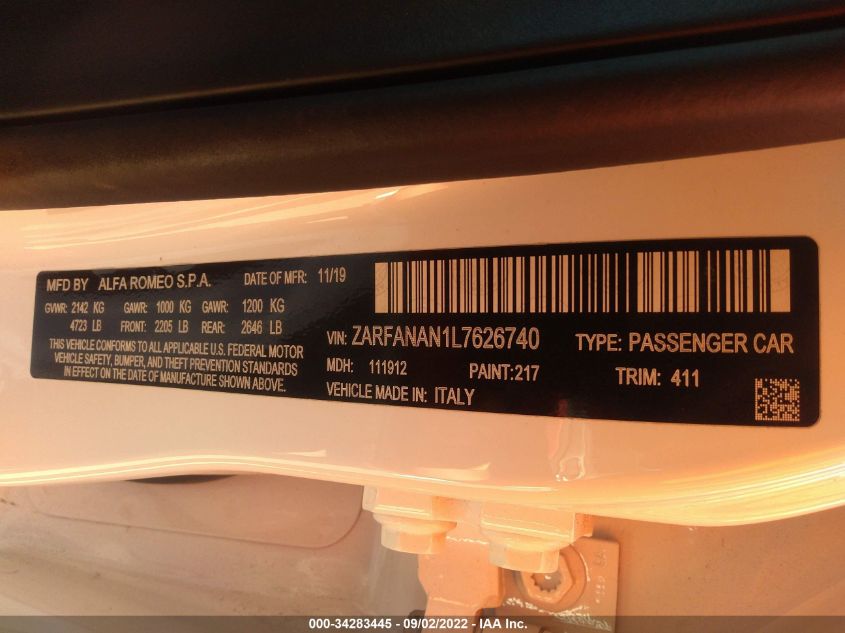 MFD BY ALFA ROMEO S.P.A. DATE OF MFR: 11/19
GVWR: 2142 KG GAWR: 1000 KG GAWR: 1200 KG
4723 LB FRONT: 2205 LB REAR: 2646 LB
THIS VEHICLE CONFORMS TO ALL APPLICABLE U.S. FEDERAL MOTOR
VEHICLE SAFETY, BUMPER, AND THEFT PREVENTION STANDARDS
IN EFFECT ON THE DATE OF MANUFACTURE SHOWN ABOVE.
VIN: ZARFANAN1L7626740 TYPE: PASSENGER CAR
MDH: 111912 PAINT:217 TRIM: 411
VEHICLE MADE IN: ITALY
000-34283445 - 09/02/2022 - IAA Inc.